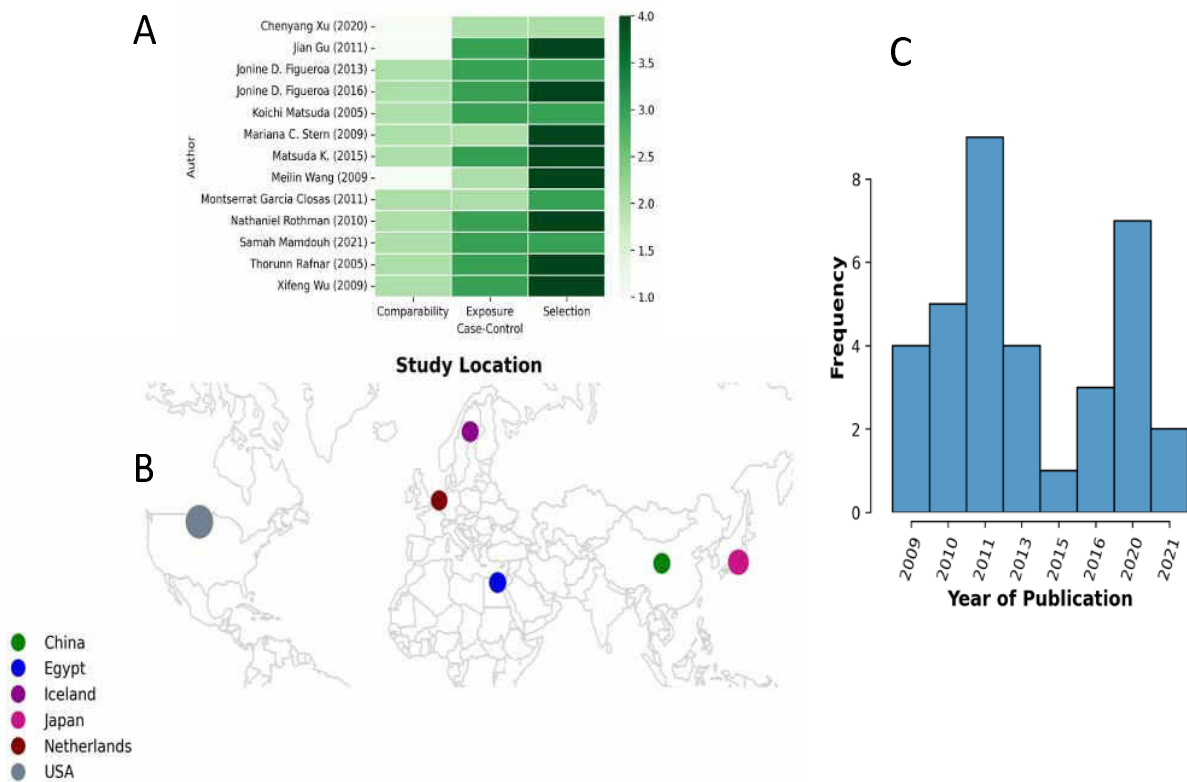 A
Author
Chenyang Xu (2020)
Jian Gu (2011)
Jonine D. Figueroa (2013)
Jonine D. Figueroa (2016)
Koichi Matsuda (2005)
Mariana C. Stern (2009)
Matsuda K. (2015)
Meilin Wang (2009
Montserrat Garcia Closas (2011)
Nathaniel Rothman (2010)
Samah Mamdouh (2021)
Thorunn Rafnar (2005)
Xifeng Wu (2009)
Comparability Exposure Selection
Case-Control
4.0
3.5
3.0
2.5
2.0
1.5
1.0
Study Location
B
China
Egypt
Iceland
Japan
Netherlands
USA
C
Frequency
8
6
4
2
0
2009 2010 2011 2013 2015 2016 2020 2021
Year of Publication